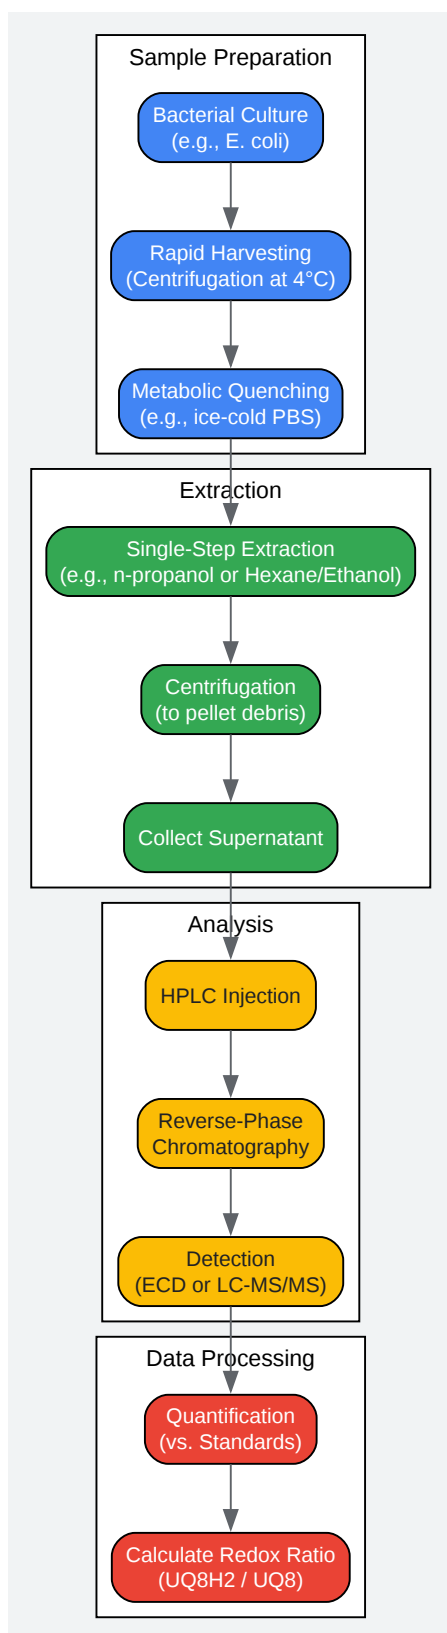 Sample Preparation
Bacterial Culture
(e.g., E. coli)
Rapid Harvesting
(Centrifugation at 4°C)
Metabolic Quenching
(e.g., ice-cold PBS)
Extraction
Single-Step Extraction
(e.g., n-propanol or Hexane/Ethanol)
Centrifugation
(to pellet debris)
Collect Supernatant
Analysis
HPLC Injection
Reverse-Phase
Chromatography
Detection
(ECD or LC-MS/MS)
Data Processing
Quantification
(vs. Standards)
Calculate Redox Ratio
(UQ8H2 / UQ8)